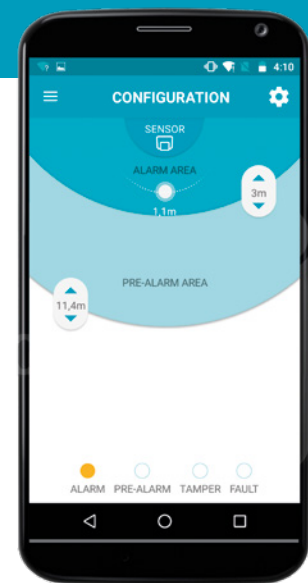 4:10
CONFIGURATION
SENSOR
ALARM AREA
3m
1,1m
PRE-ALARM AREA
11,4m
ALARM PRE-ALARM TAMPER FAULT